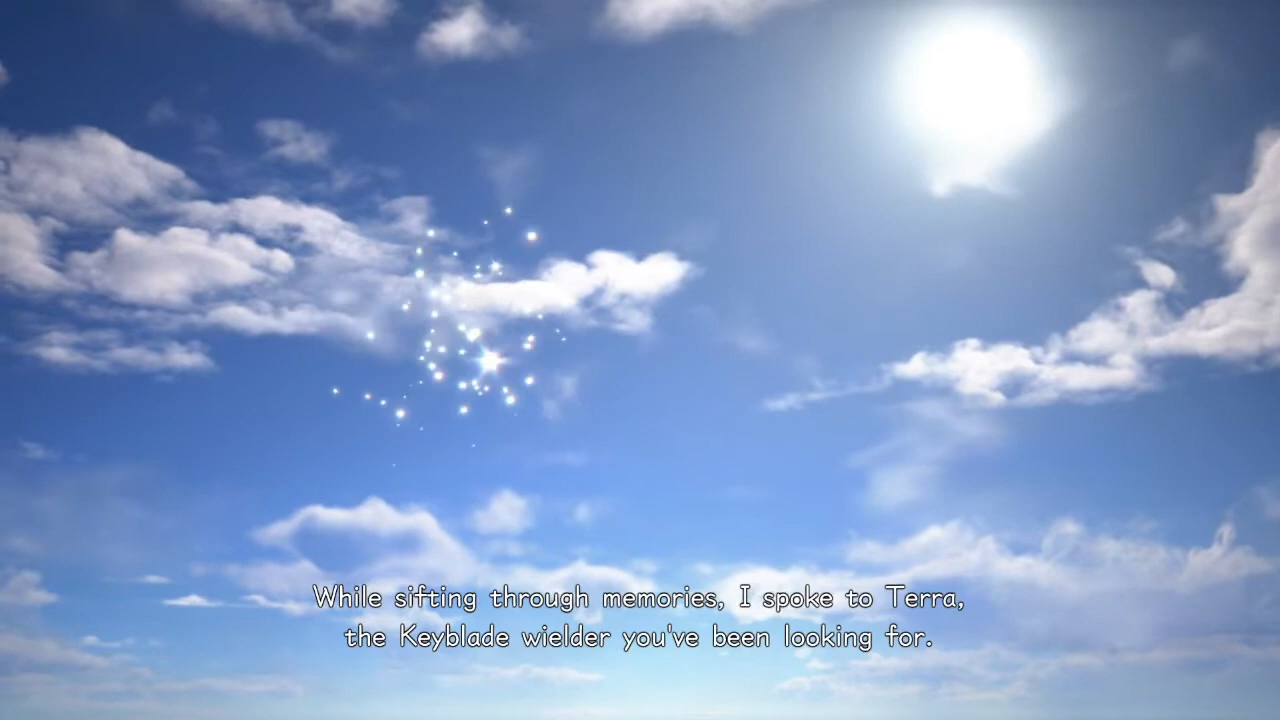 While sifting through memories, I spoke to Terra,
the Keyblade wielder you've been looking for.